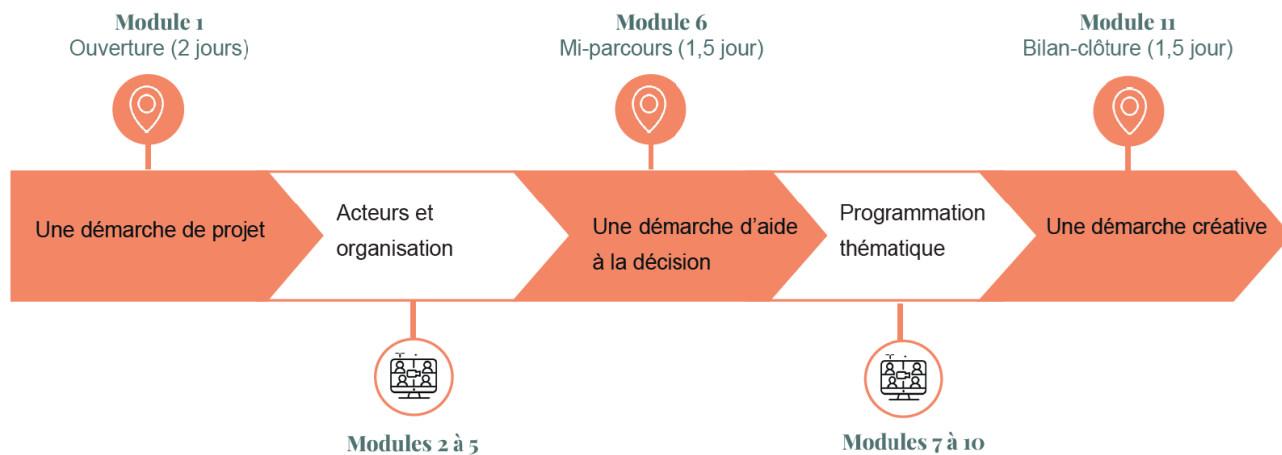 Module 1
Ouverture (2 jours)
Module 6
Mi-parcours (1,5 jour)
Module 11
Bilan-clôture (1,5 jour)
Une démarche de projet
Acteurs et
organisation
Une démarche d'aide
à la décision
Programmation
thématique
Une démarche créative
Modules 2 à 5
Modules 7 à 10